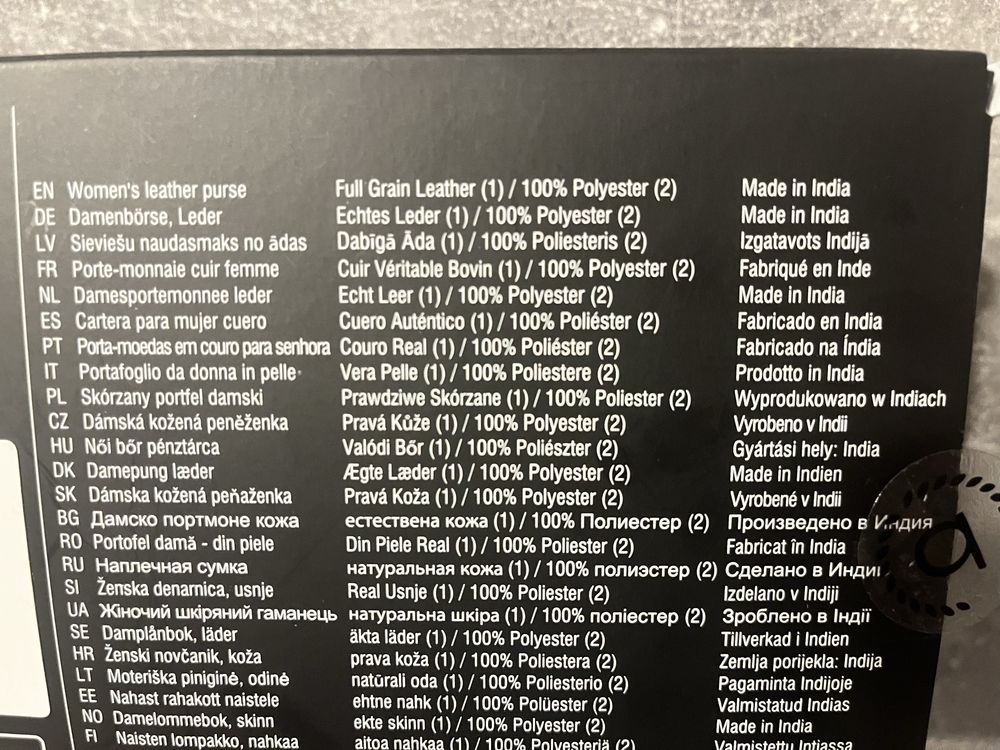 EN Women's leather purse Full Grain Leather (1) / 100% Polyester (2) Made in India
DE Damenbörse, Leder Echtes Leder (1) / 100% Polyester (2) Made in India
LV Sieviešu naudasmaks no ādas Dabīgā Āda (1) / 100% Poliesteris (2) Izgatavots Indijā
FR Porte-monnaie cuir femme Cuir Véritable Bovin (1) / 100% Polyester (2) Fabriqué en Inde
NL Damesportemonnee leder Echt Leer (1) / 100% Polyester (2) Made in India
ES Cartera para mujer cuero Cuero Auténtico (1) / 100% Poliéster (2) Fabricado en India
PT Porta-moedas em couro para senhora Couro Real (1) / 100% Poliéster (2) Fabricado na Índia
IT Portafoglio da donna in pelle Vera Pelle (1) / 100% Poliestere (2) Prodotto in India
PL Skórzany portfel damski Prawdziwe Skórzane (1) / 100% Poliester (2) Wyprodukowano w Indiach
CZ Dámská kožená peněženka Pravá Kůže (1) / 100% Polyester (2) Vyrobeno v Indii
HU Női bőr pénztárca Valódi Bőr (1) / 100% Poliészter (2) Gyártási hely: India
DK Damepung læder Ægte Læder (1) / 100% Polyester (2) Made in Indien
SK Dámska kožená peňaženka Pravá Koža (1) / 100% Polyester (2) Vyrobené v Indii
BG Дамско портмоне кожа естествена кожа (1) / 100% Полиестер (2) Произведено в Индия
RO Portofel damă - din piele Din Piele Real (1) / 100% Poliester (2) Fabricat în India
RU Наплечная сумка натуральная кожа (1) / 100% полиэстер (2) Сделано в Индии
SI Ženska denarnica, usnje Real Usnje (1) / 100% Poliester (2) Izdelano v Indiji
UA Жіночий шкіряний гаманець натуральна шкіра (1) / 100% поліестер (2) Зроблено в Індії
SE Damplånbok, läder äkta läder (1) / 100% Polyester (2) Tillverkad i Indien
HR Ženski novčanik, koža prava koža (1) / 100% Poliestera (2) Zemlja porijekla: Indija
LT Moteriška piniginė, odinė natūrali oda (1) / 100% Poliesterio (2) Pagaminta Indijoje
EE Nahast rahakott naistele ehtne nahk (1) / 100% Polüester (2) Valmistatud Indias
NO Damelommebok, skinn ekte skinn (1) / 100% Polyester (2) Made in India
FI Naisten lompakko, nahkaa aitoa nahkaa (1) / 100% Polyesteriä (2) Valmistettu Intiassa
a